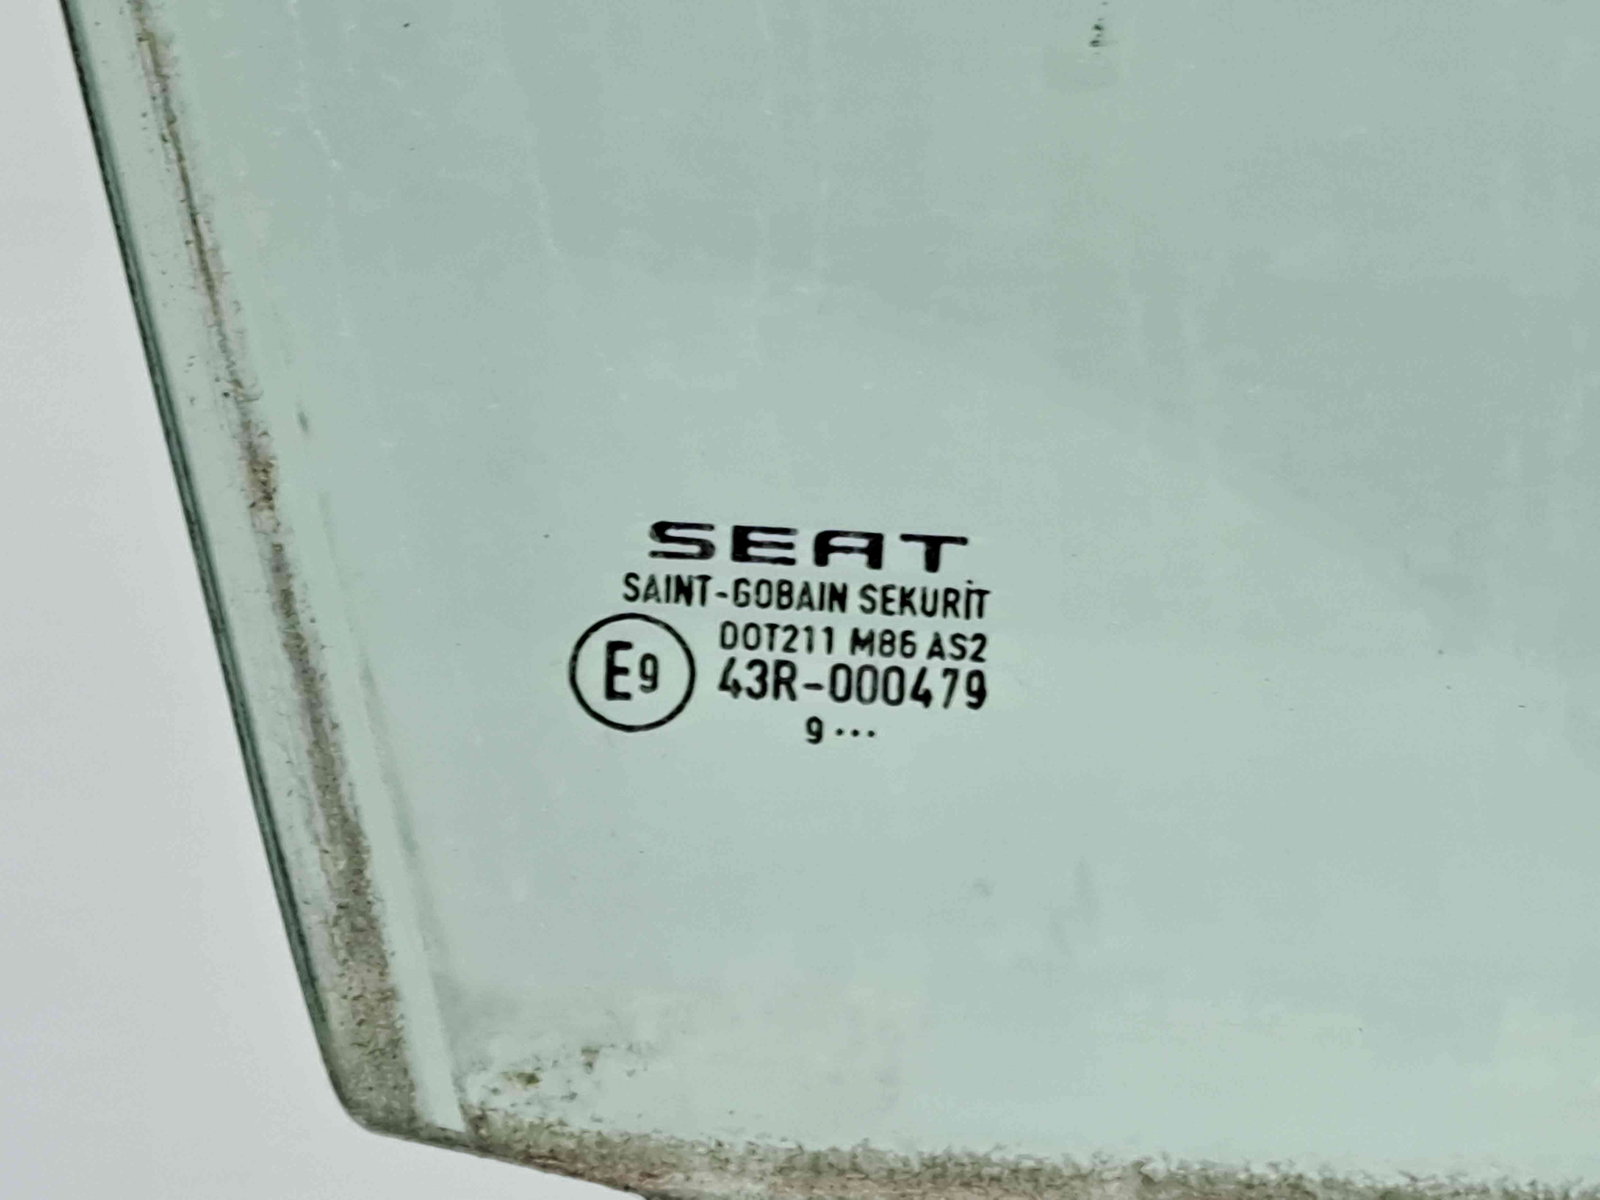 SEAT
SAINT-GOBAIN SEKURIT
DOT211 M86 AS2
E9 43R-000479
9 ···